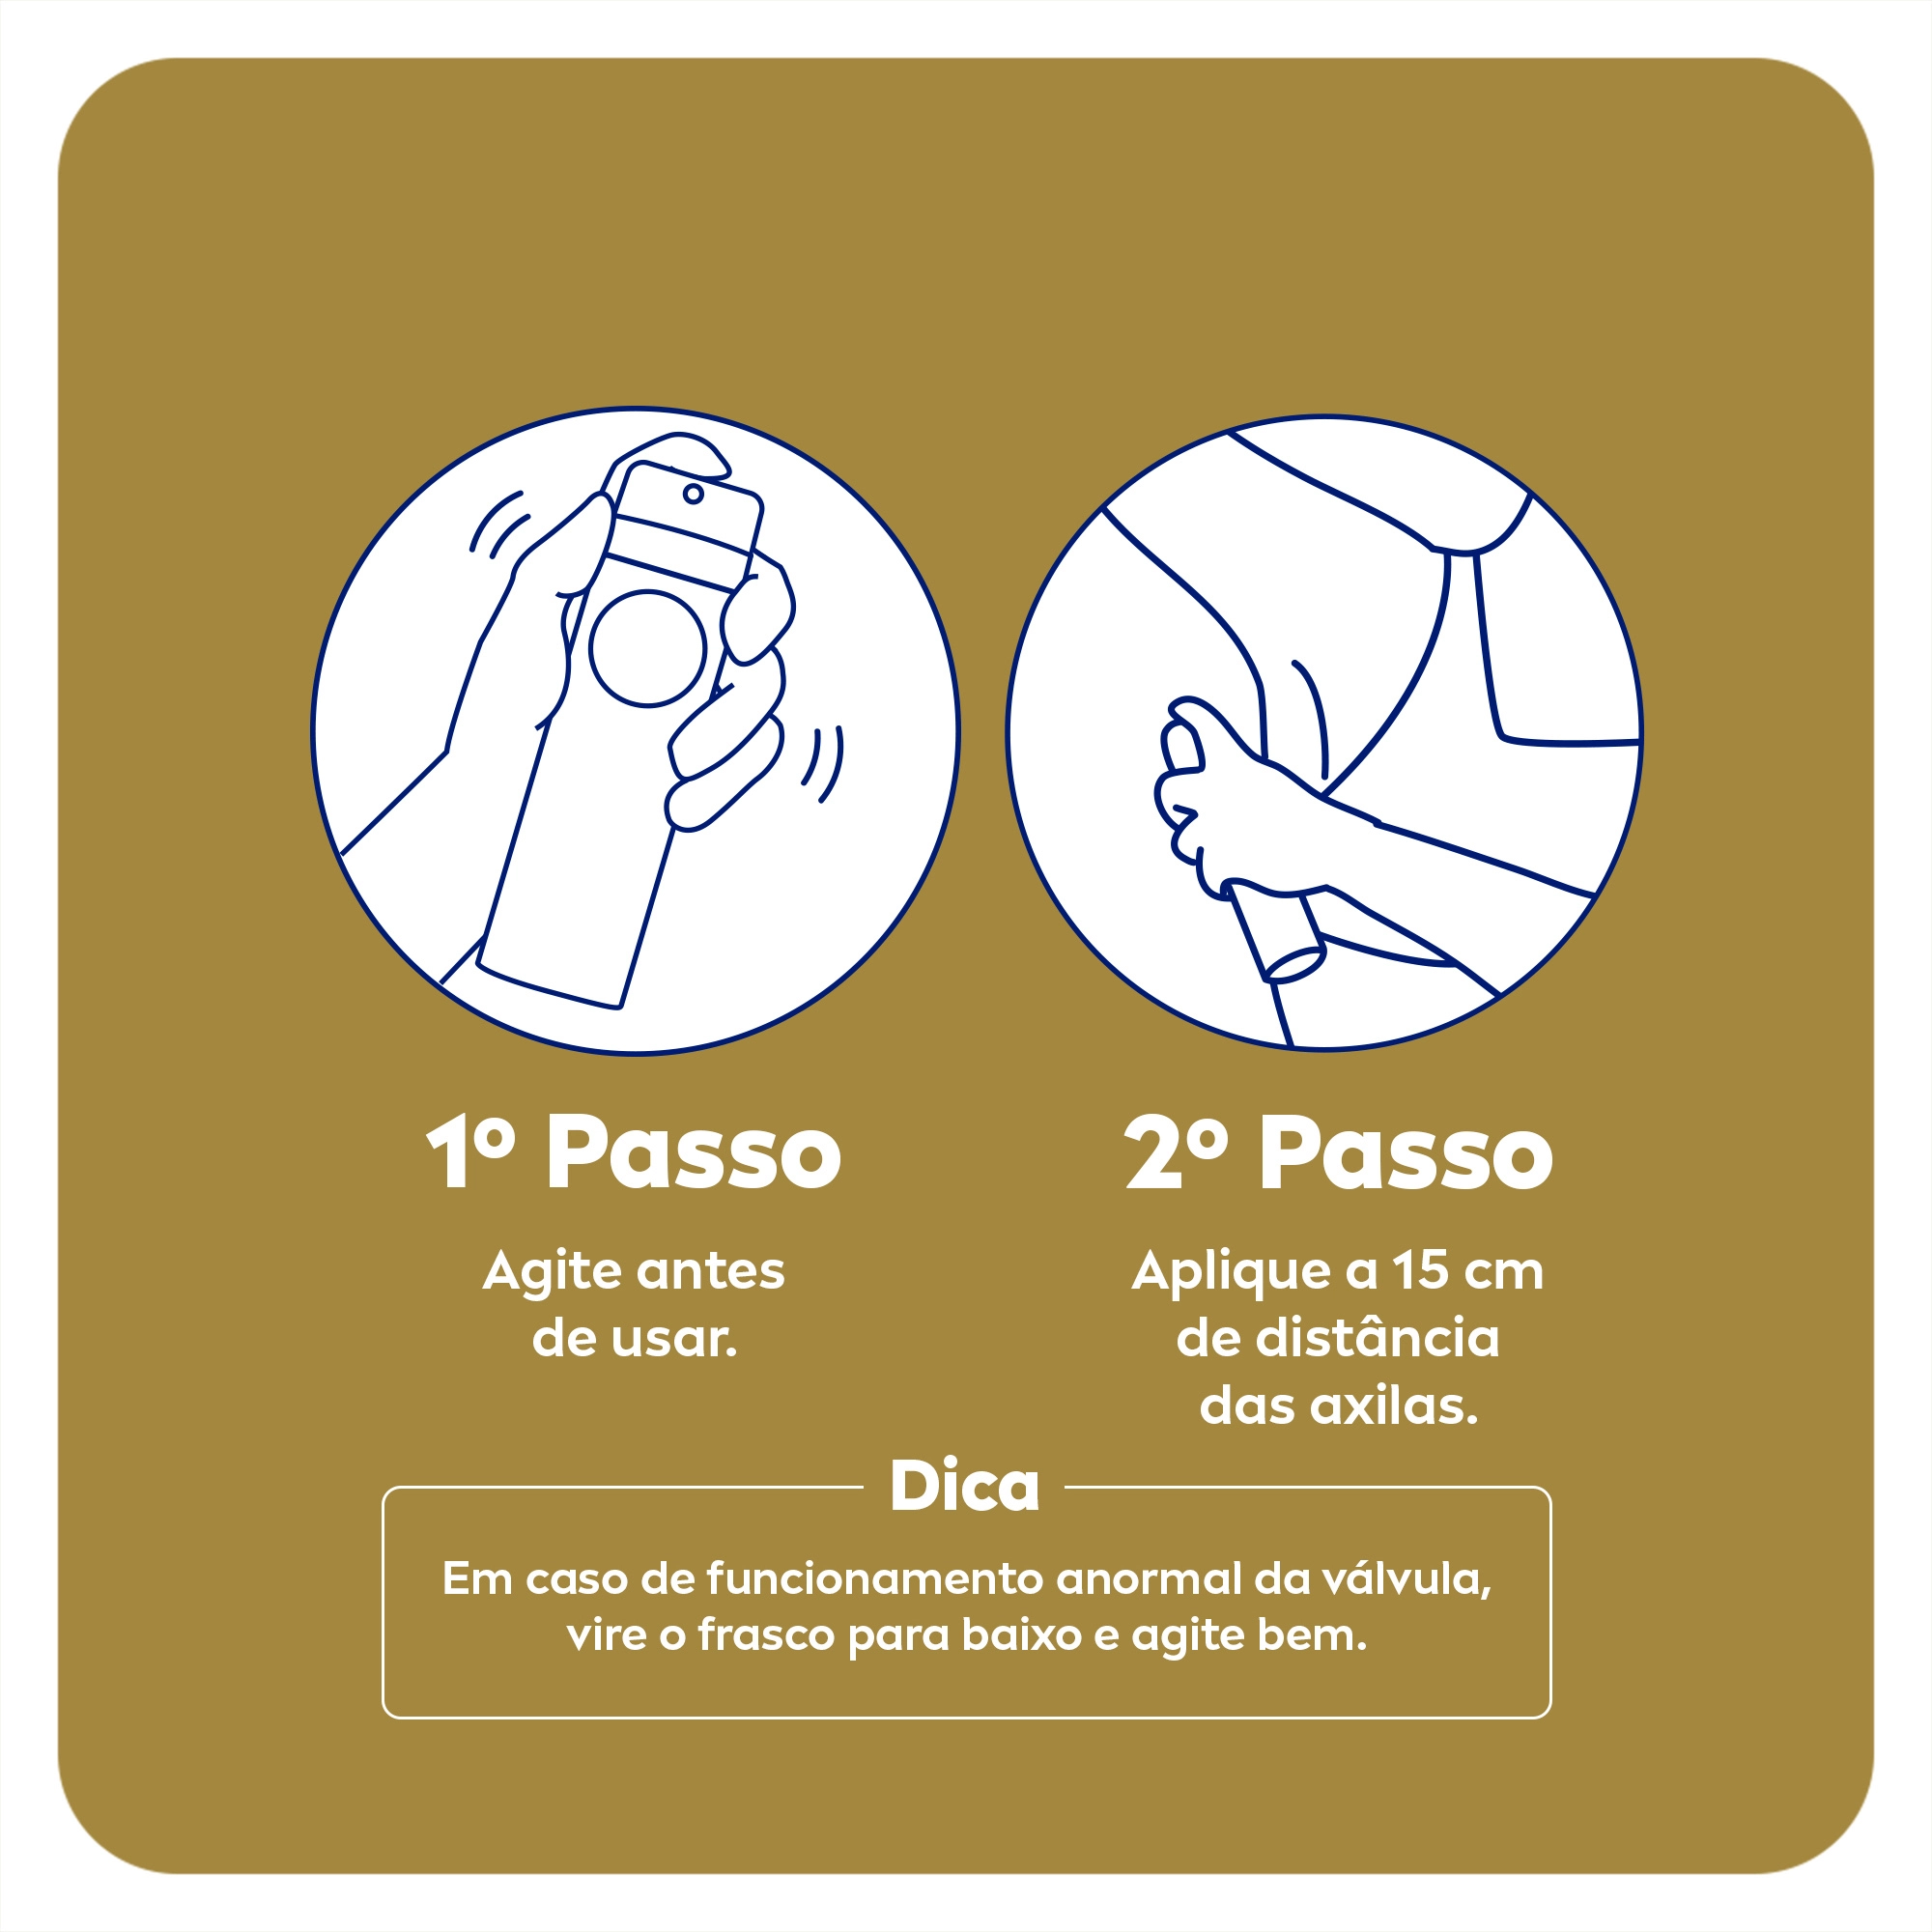 1º Passo
Agite antes
de usar.
2º Passo
Aplique a 15 cm
de distância
das axilas.
Dica
Em caso de funcionamento anormal da válvula,
vire o frasco para baixo e agite bem.